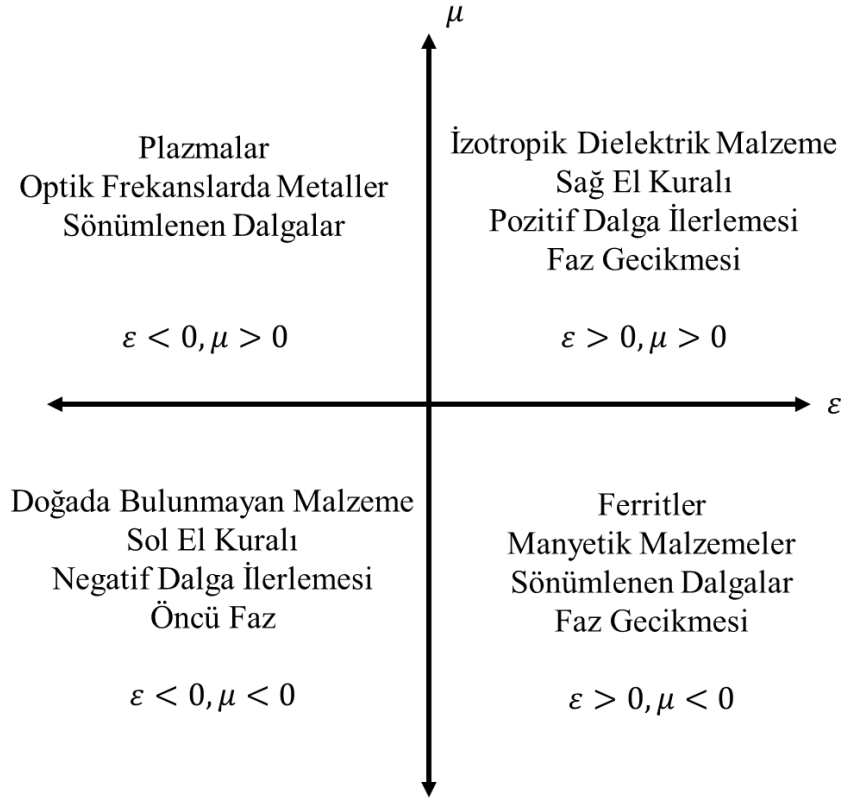 μ
Plazmalar
Optik Frekanslarda Metaller
Sönümlenen Dalgalar
ε < 0, μ > 0
İzotropik Dielektrik Malzeme
Sağ El Kuralı
Pozitif Dalga İlerlemesi
Faz Gecikmesi
ε > 0, μ > 0
ε
Doğada Bulunmayan Malzeme
Sol El Kuralı
Negatif Dalga İlerlemesi
Öncü Faz
ε < 0, μ < 0
Ferritler
Manyetik Malzemeler
Sönümlenen Dalgalar
Faz Gecikmesi
ε > 0, μ < 0